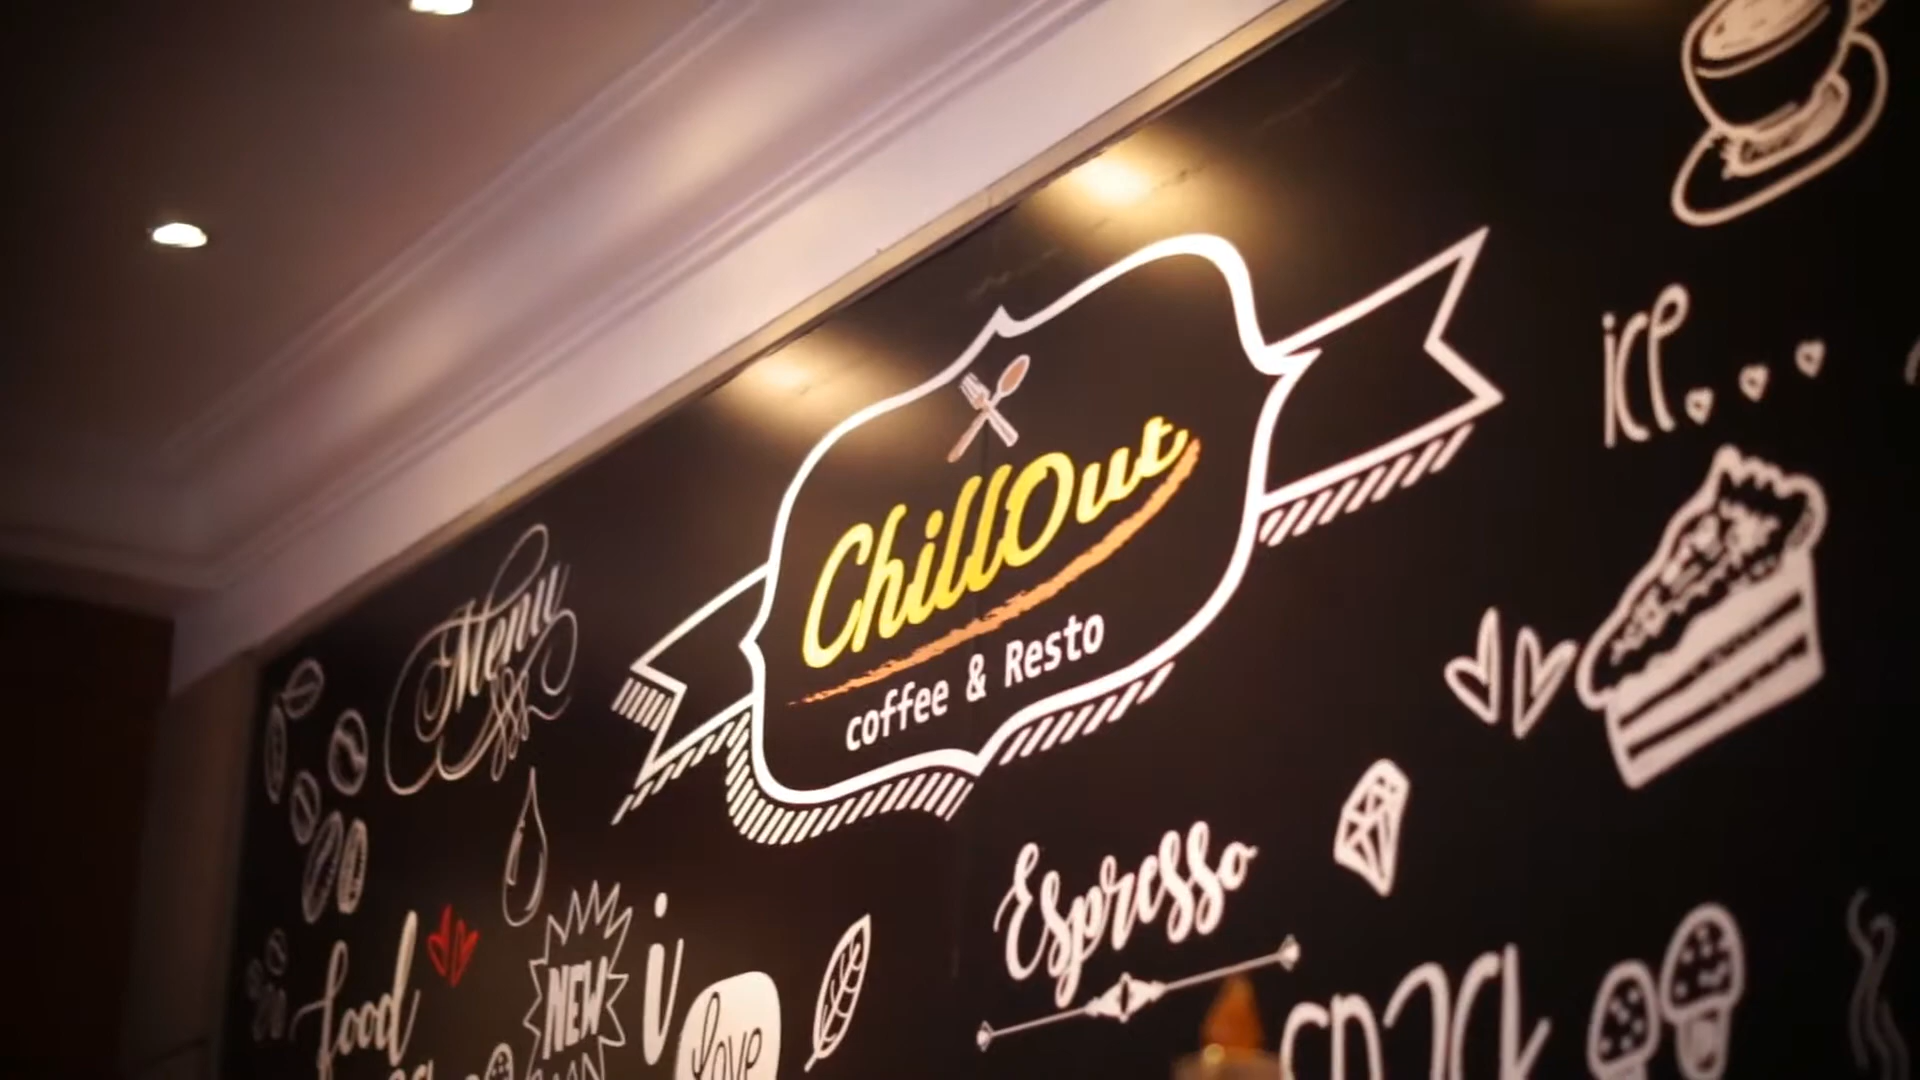 ChillOut
coffee & Resto
Menu
ice...
Espresso
food
NEW
i
love